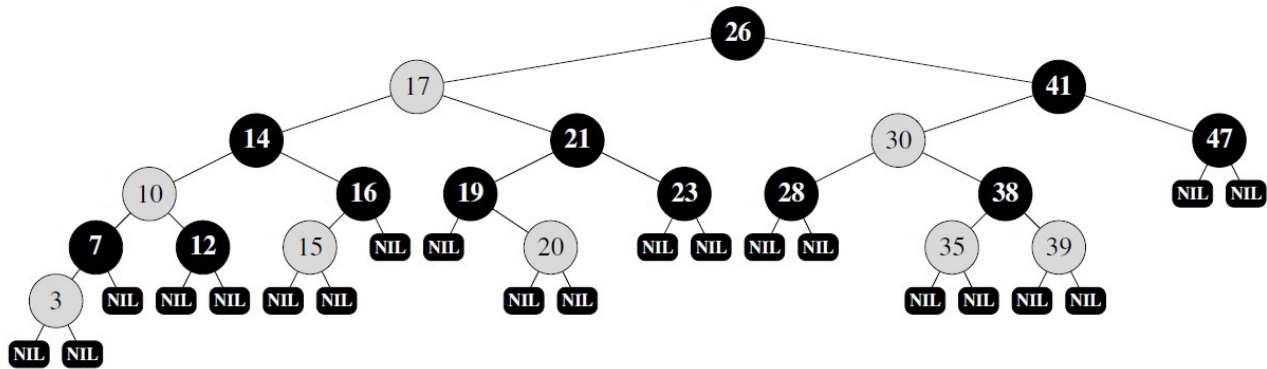 26
17 41
14 21 30 47
10 16 19 23 28 38 NIL NIL
7 12 15 NIL NIL 20 NIL NIL NIL NIL 35 39
3 NIL NIL NIL NIL NIL NIL NIL NIL NIL NIL NIL
NIL NIL